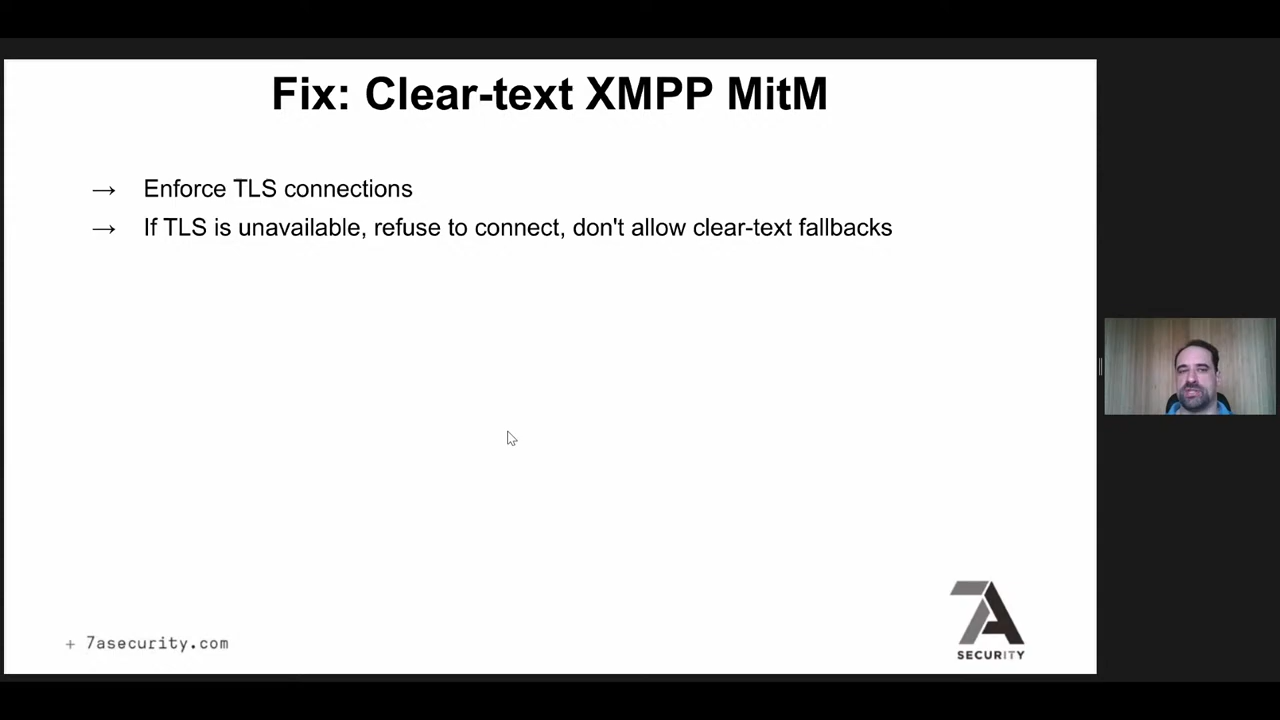 Fix: Clear-text XMPP MitM
→ Enforce TLS connections
→ If TLS is unavailable, refuse to connect, don't allow clear-text fallbacks
+ 7asecurity.com
7A
SECURITY